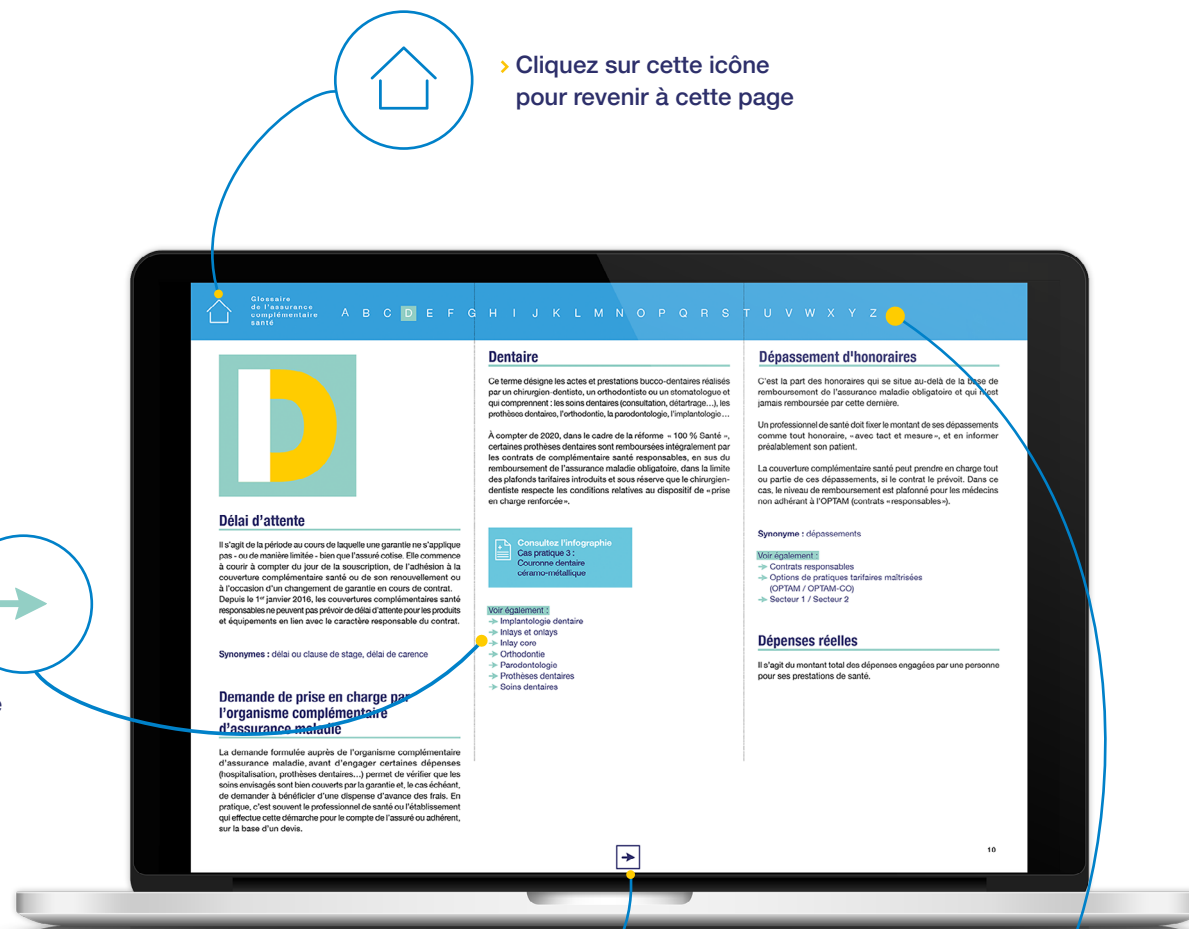 › Cliquez sur cette icône
pour revenir à cette page
Glossaire
de l'assurance
complémentaire
santé
A B C D E F G H I J K L M N O P Q R S T U V W X Y Z
D
Délai d'attente
Il s'agit de la période au cours de laquelle une garantie ne s'applique
pas - ou de manière limitée - bien que l'assuré cotise. Elle commence
à courir à compter du jour de la souscription, de l'adhésion à la
couverture complémentaire santé ou de son renouvellement ou
à l'occasion d'un changement de garantie en cours de contrat.
Depuis le 1er janvier 2016, les couvertures complémentaires santé
responsables ne peuvent pas prévoir de délai d'attente pour les produits
et équipements en lien avec le caractère responsable du contrat.
Synonymes : délai ou clause de stage, délai de carence
Demande de prise en charge par
l'organisme complémentaire
d'assurance maladie
La demande formulée auprès de l'organisme complémentaire
d'assurance maladie, avant d'engager certaines dépenses
(hospitalisation, prothèses dentaires…) permet de vérifier que les
soins envisagés sont bien couverts par la garantie et, le cas échéant,
de demander à bénéficier d'une dispense d'avance des frais. En
pratique, c'est souvent le professionnel de santé ou l'établissement
qui effectue cette démarche pour le compte de l'assuré ou adhérent,
sur la base d'un devis.
Dentaire
Ce terme désigne les actes et prestations bucco-dentaires réalisés
par un chirurgien-dentiste, un orthodontiste ou un stomatologue et
qui comprennent : les soins dentaires (consultation, détartrage…), les
prothèses dentaires, l'orthodontie, la parodontologie, l'implantologie…
À compter de 2020, dans le cadre de la réforme « 100 % Santé »,
certaines prothèses dentaires sont remboursées intégralement par
les contrats de complémentaire santé responsables, en sus du
remboursement de l'assurance maladie obligatoire, dans la limite
des plafonds tarifaires introduits et sous réserve que le chirurgien-
dentiste respecte les conditions relatives au dispositif de « prise
en charge renforcée ».
Consultez l'infographie
Cas pratique 3 :
Couronne dentaire
céramo-métallique
Voir également :
Implantologie dentaire
Inlays et onlays
Inlay core
Orthodontie
Parodontologie
Prothèses dentaires
Soins dentaires
Dépassement d'honoraires
C'est la part des honoraires qui se situe au-delà de la base de
remboursement de l'assurance maladie obligatoire et qui n'est
jamais remboursée par cette dernière.
Un professionnel de santé doit fixer le montant de ses dépassements
comme tout honoraire, « avec tact et mesure », et en informer
préalablement son patient.
La couverture complémentaire santé peut prendre en charge tout
ou partie de ces dépassements, si le contrat le prévoit. Dans ce
cas, le niveau de remboursement est plafonné pour les médecins
non adhérant à l'OPTAM (contrats « responsables »).
Synonyme : dépassements
Voir également :
Contrats responsables
Options de pratiques tarifaires maîtrisées
(OPTAM / OPTAM-CO)
Secteur 1 / Secteur 2
Dépenses réelles
Il s'agit du montant total des dépenses engagées par une personne
pour ses prestations de santé.
10